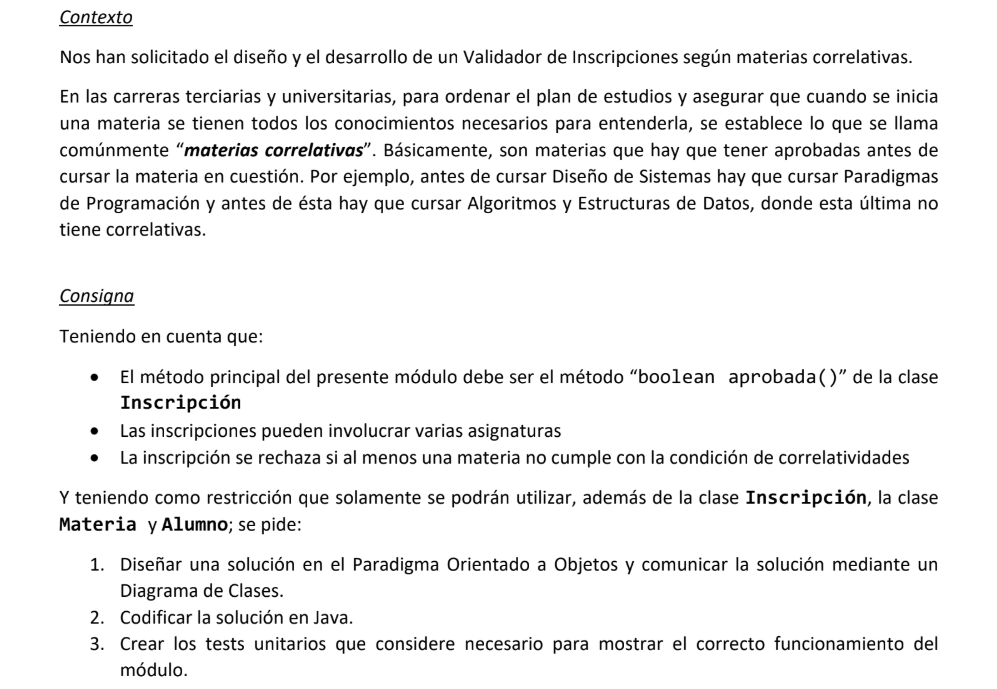 Contexto
Nos han solicitado el diseño y el desarrollo de un Validador de Inscripciones según materias correlativas.
En las carreras terciarias y universitarias, para ordenar el plan de estudios y asegurar que cuando se inicia
una materia se tienen todos los conocimientos necesarios para entenderla, se establece lo que se llama
comúnmente “materias correlativas”. Básicamente, son materias que hay que tener aprobadas antes de
cursar la materia en cuestión. Por ejemplo, antes de cursar Diseño de Sistemas hay que cursar Paradigmas
de Programación y antes de ésta hay que cursar Algoritmos y Estructuras de Datos, donde esta última no
tiene correlativas.
Consigna
Teniendo en cuenta que:
• El método principal del presente módulo debe ser el método “boolean aprobada()” de la clase
Inscripción
• Las inscripciones pueden involucrar varias asignaturas
• La inscripción se rechaza si al menos una materia no cumple con la condición de correlatividades
Y teniendo como restricción que solamente se podrán utilizar, además de la clase Inscripción, la clase
Materia y Alumno; se pide:
1. Diseñar una solución en el Paradigma Orientado a Objetos y comunicar la solución mediante un
Diagrama de Clases.
2. Codificar la solución en Java.
3. Crear los tests unitarios que considere necesario para mostrar el correcto funcionamiento del
módulo.